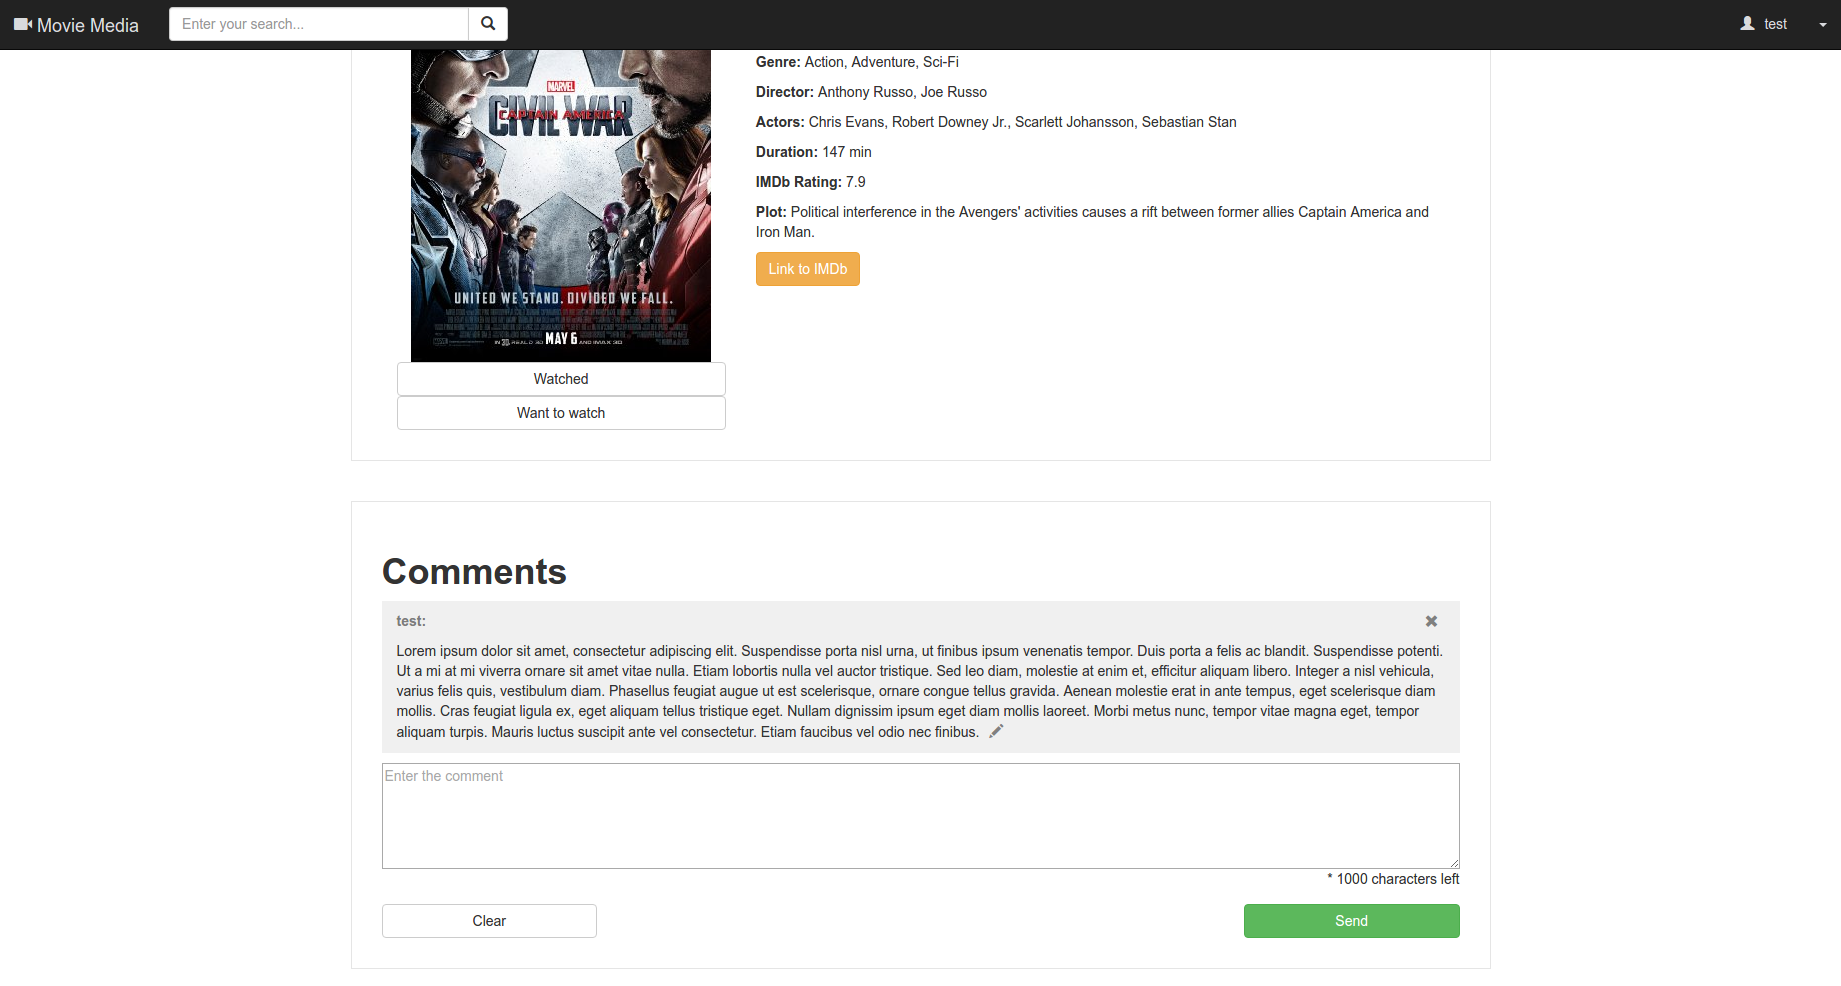 Movie Media
Enter your search...
test
MARVEL
CAPTAIN AMERICA
CIVIL WAR
UNITED WE STAND. DIVIDED WE FALL.
IN REAL D 3D MAY 6 AND IMAX 3D
Watched
Want to watch
Genre: Action, Adventure, Sci-Fi
Director: Anthony Russo, Joe Russo
Actors: Chris Evans, Robert Downey Jr., Scarlett Johansson, Sebastian Stan
Duration: 147 min
IMDb Rating: 7.9
Plot: Political interference in the Avengers' activities causes a rift between former allies Captain America and
Iron Man.
Link to IMDb
Comments
test:
Lorem ipsum dolor sit amet, consectetur adipiscing elit. Suspendisse porta nisl urna, ut finibus ipsum venenatis tempor. Duis porta a felis ac blandit. Suspendisse potenti.
Ut a mi at mi viverra ornare sit amet vitae nulla. Etiam lobortis nulla vel auctor tristique. Sed leo diam, molestie at enim et, efficitur aliquam libero. Integer a nisl vehicula,
varius felis quis, vestibulum diam. Phasellus feugiat augue ut est scelerisque, ornare congue tellus gravida. Aenean molestie erat in ante tempus, eget scelerisque diam
mollis. Cras feugiat ligula ex, eget aliquam tellus tristique eget. Nullam dignissim ipsum eget diam mollis laoreet. Morbi metus nunc, tempor vitae magna eget, tempor
aliquam turpis. Mauris luctus suscipit ante vel consectetur. Etiam faucibus vel odio nec finibus.
Enter the comment
* 1000 characters left
Clear
Send